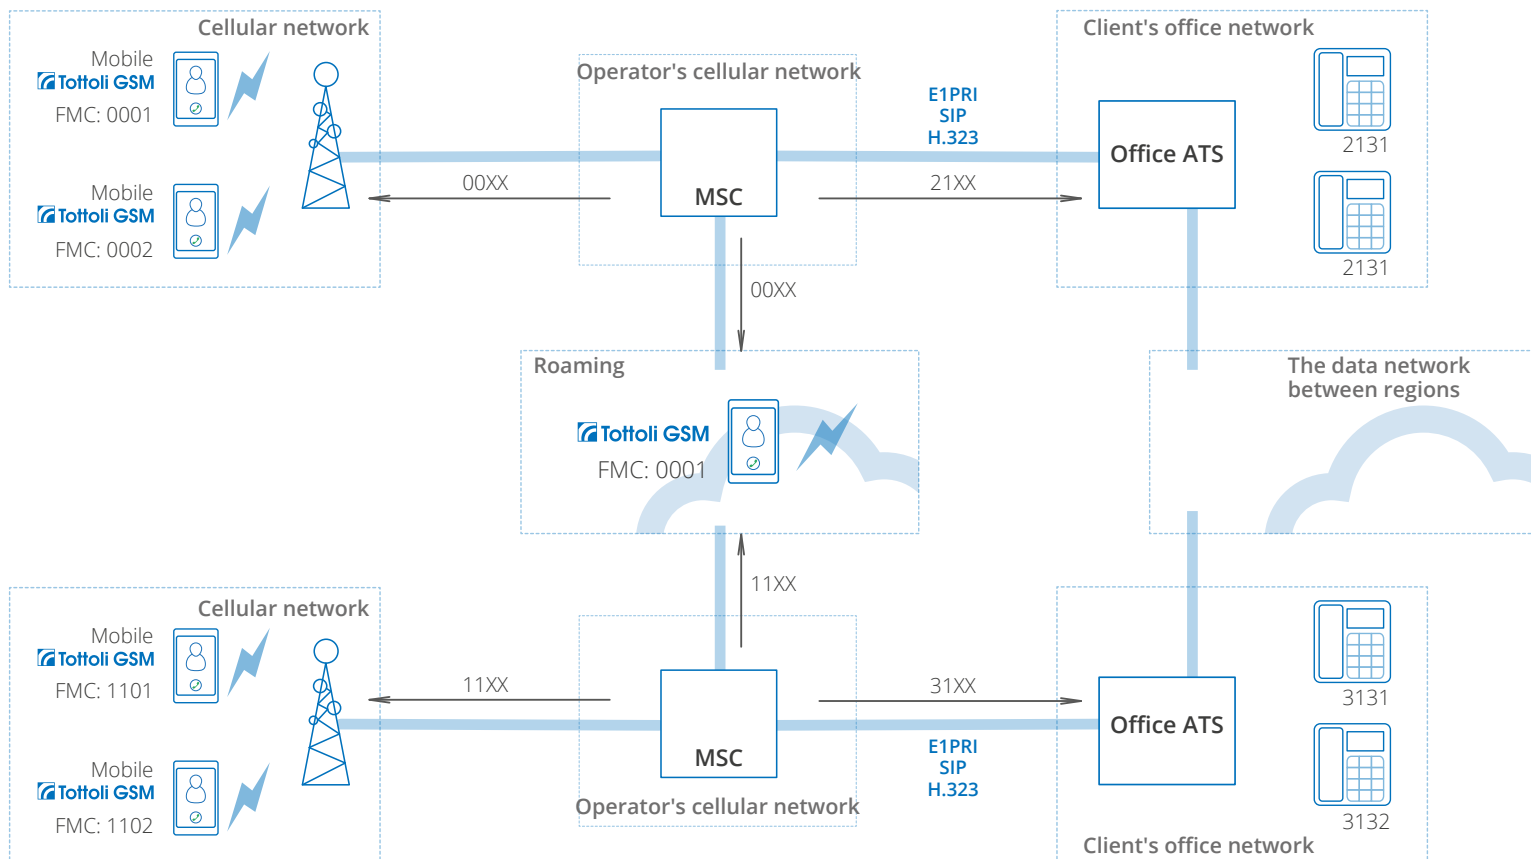 Cellular network
Mobile
Tottoli GSM
FMC: 0001
Mobile
Tottoli GSM
FMC: 0002
Operator's cellular network
MSC
00XX
21XX
00XX
E1PRI
SIP
H.323
Client's office network
Office ATS
2131
2131
Roaming
Tottoli GSM
FMC: 0001
The data network
between regions
11XX
Cellular network
Mobile
Tottoli GSM
FMC: 1101
Mobile
Tottoli GSM
FMC: 1102
11XX
31XX
MSC
Operator's cellular network
E1PRI
SIP
H.323
Office ATS
3131
3132
Client's office network